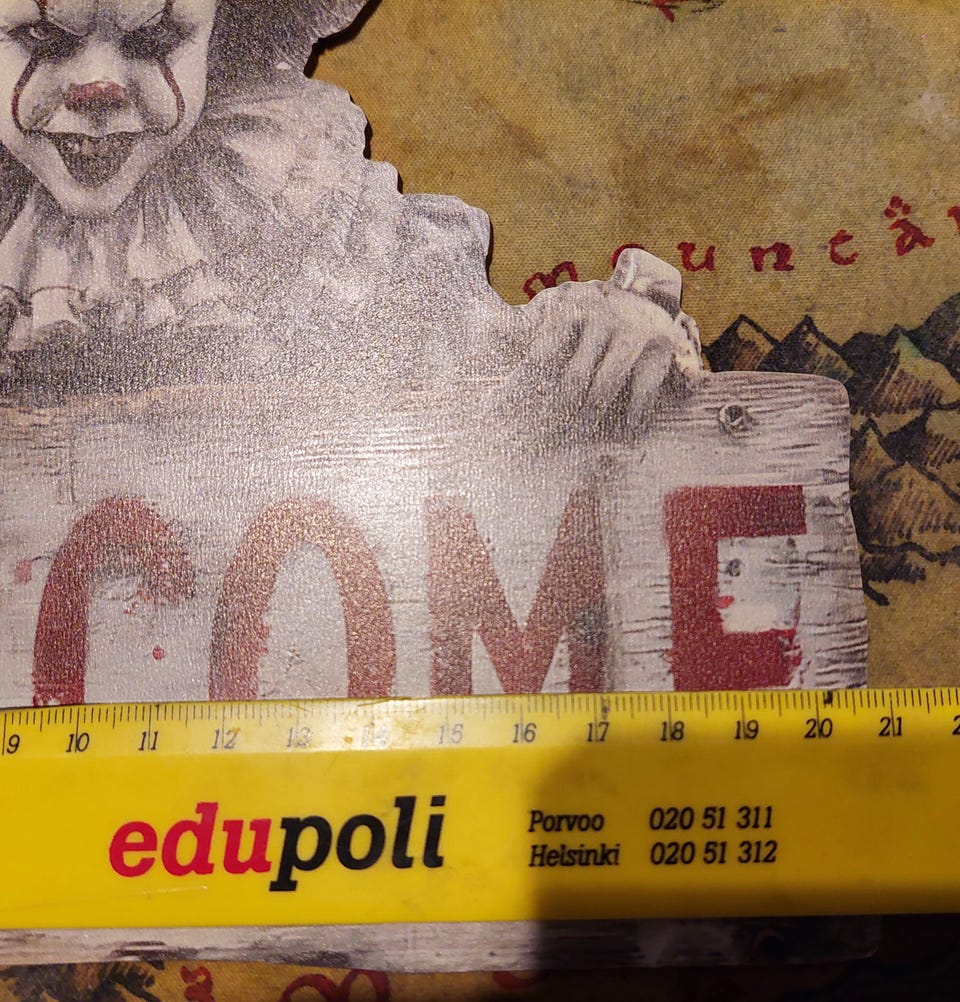 mouncä
COME
9 10 11 12 13 14 15 16 17 18 19 20 21
edupoli
Porvoo 020 51 311
Helsinki 020 51 312